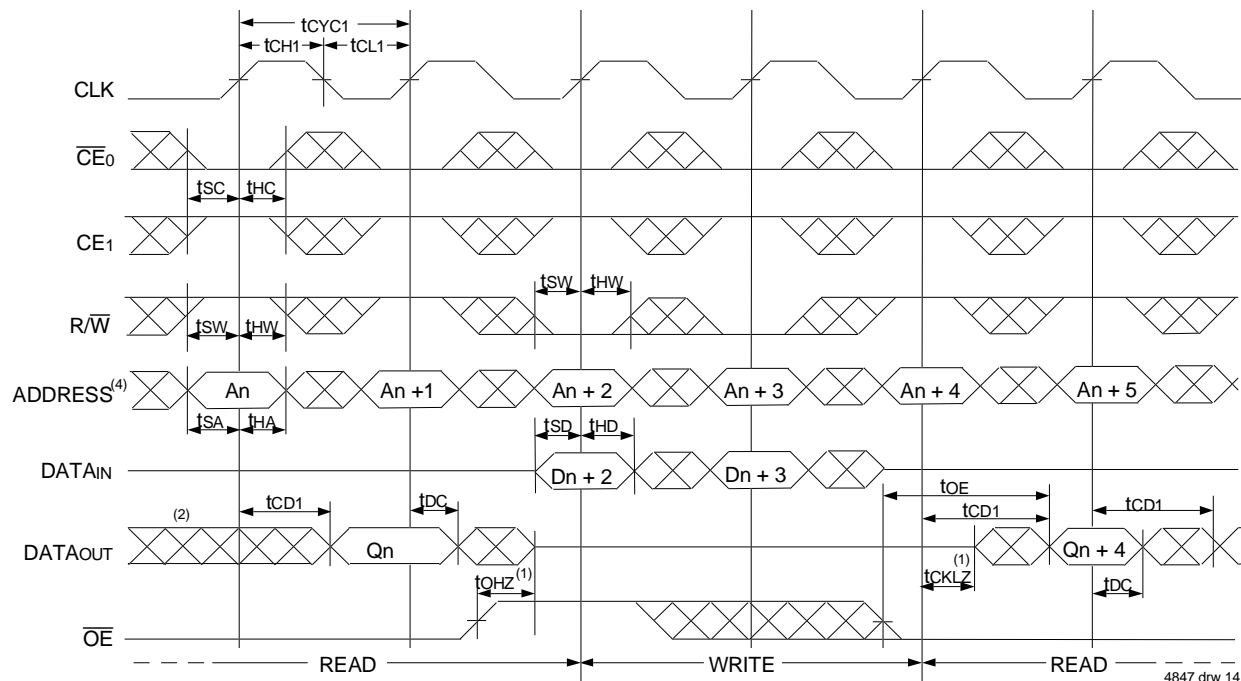 tCYC1
tCH1 tCL1
CLK
CE0
tSC tHC
CE1
tSW tHW
R/W
tSW tHW
ADDRESS(4) An An +1 An + 2 An + 3 An + 4 An + 5
tSA tHA tSD tHD
DATAIN Dn + 2 Dn + 3
tOE
tCD1 tDC tCD1 tCD1
(2)
DATAOUT Qn Qn + 4
tOHZ(1) tCKLZ(1) tDC
OE
READ WRITE READ
4847 drw 14